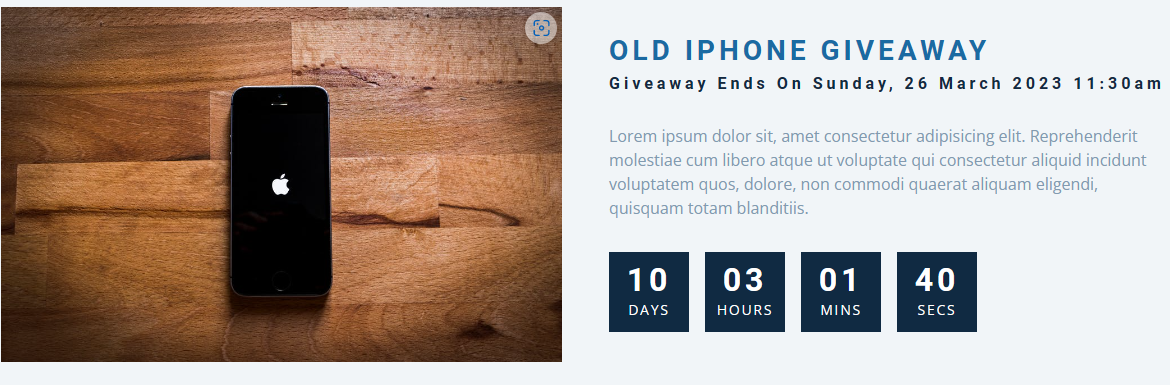 OLD IPHONE GIVEAWAY
Giveaway Ends On Sunday, 26 March 2023 11:30am
Lorem ipsum dolor sit, amet consectetur adipisicing elit. Reprehenderit
molestiae cum libero atque ut voluptate qui consectetur aliquid incidunt
voluptatem quos, dolore, non commodi quaerat aliquam eligendi,
quisquam totam blanditiis.
10 03 01 40
DAYS HOURS MINS SECS